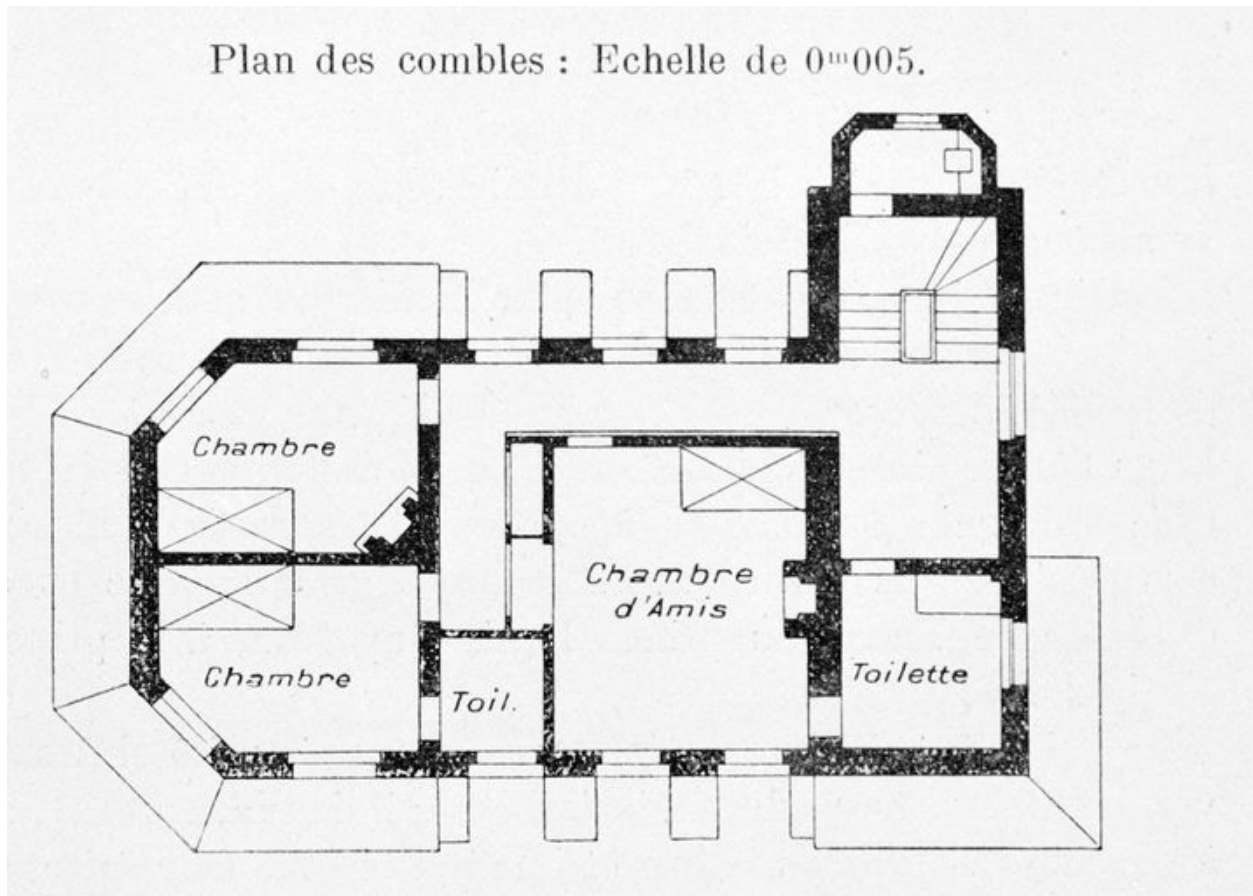 Plan des combles : Echelle de 0ᵐ005.
Chambre
Chambre
d'Amis
Chambre
Toil.
Toilette